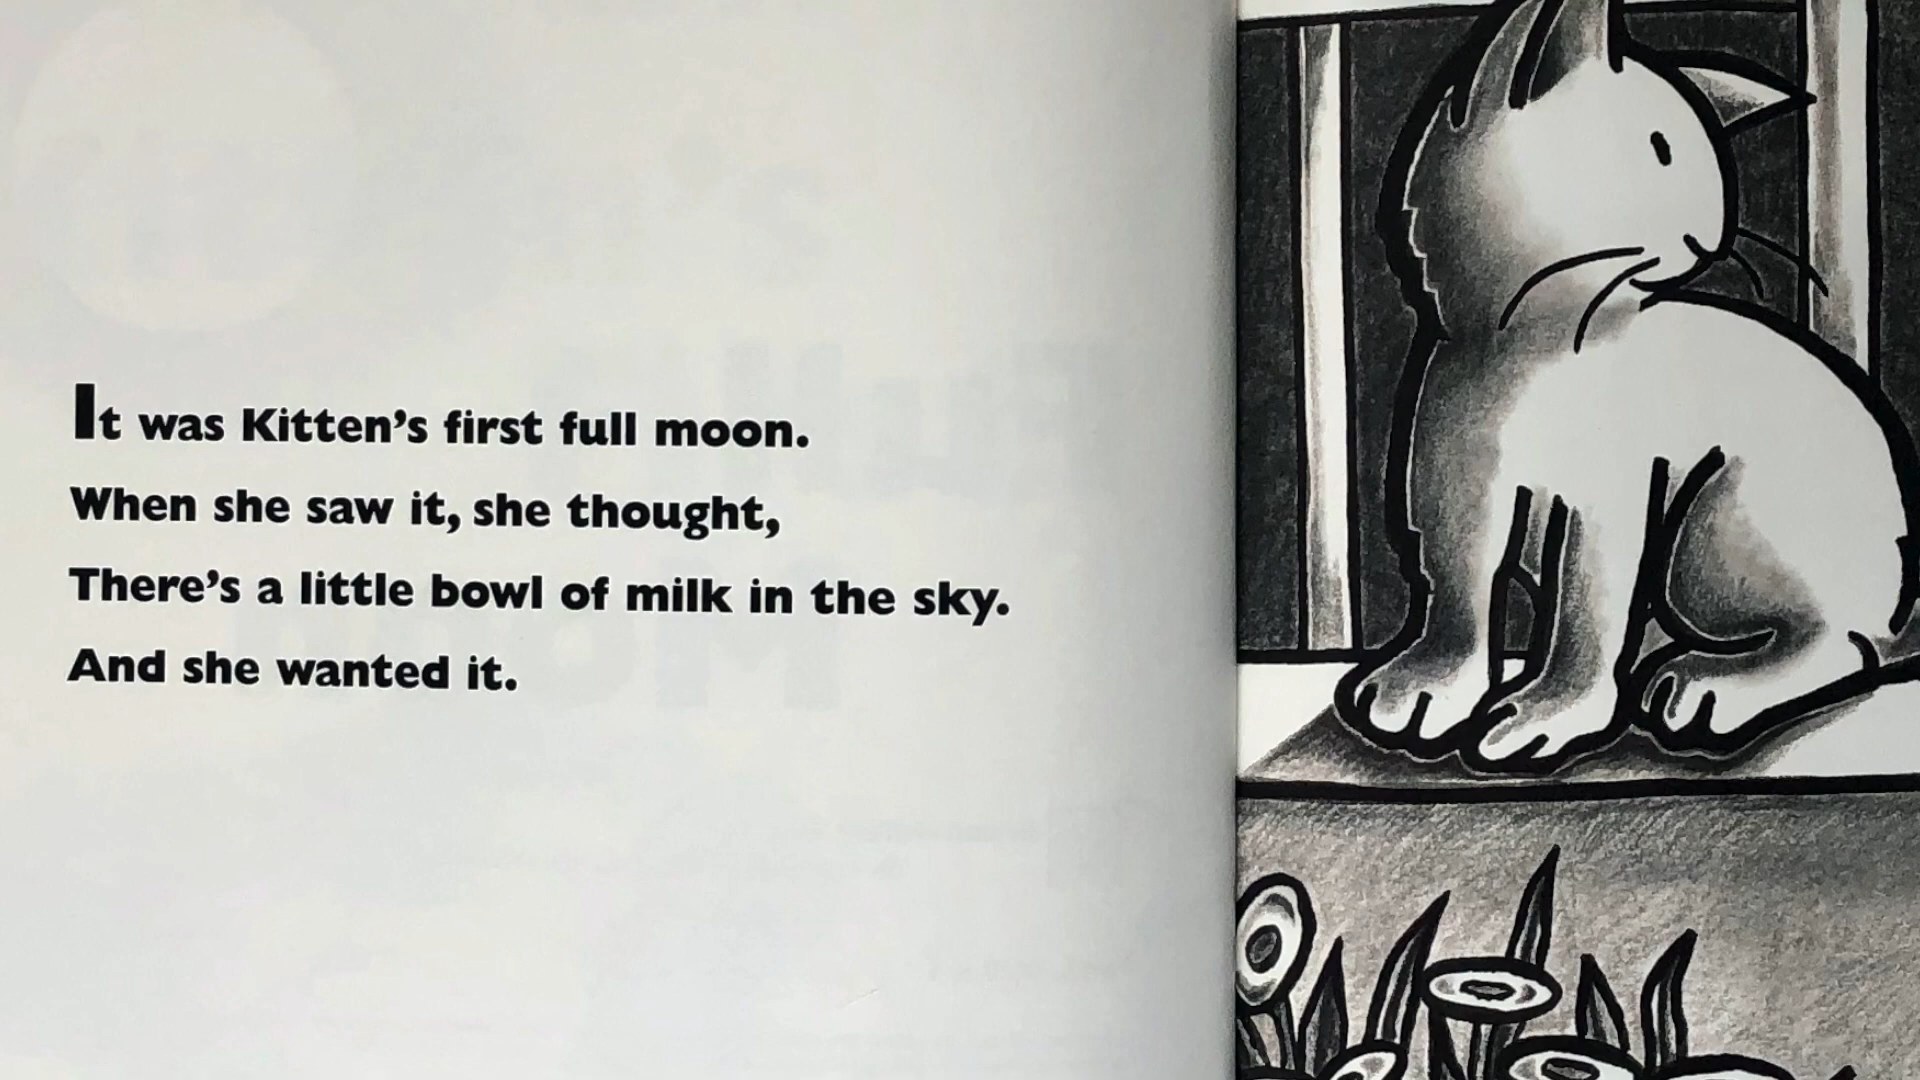 It was Kitten's first full moon.
When she saw it, she thought,
There's a little bowl of milk in the sky.
And she wanted it.